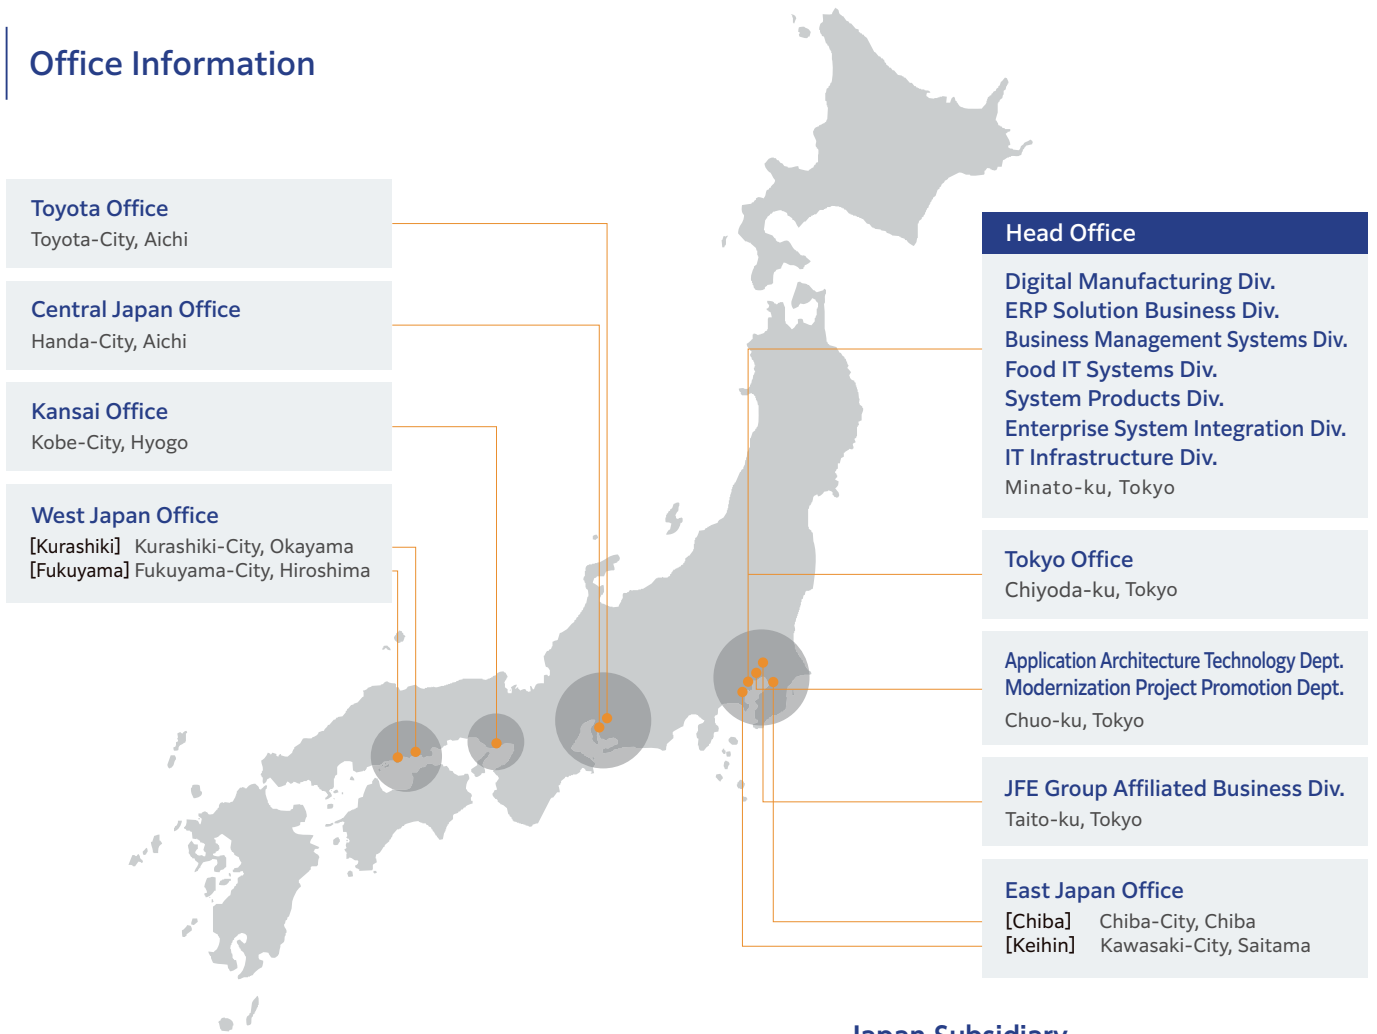 Office Information
Toyota Office
Toyota-City, Aichi
Central Japan Office
Handa-City, Aichi
Kansai Office
Kobe-City, Hyogo
West Japan Office
[Kurashiki] Kurashiki-City, Okayama
[Fukuyama] Fukuyama-City, Hiroshima
Head Office
Digital Manufacturing Div.
ERP Solution Business Div.
Business Management Systems Div.
Food IT Systems Div.
System Products Div.
Enterprise System Integration Div.
IT Infrastructure Div.
Minato-ku, Tokyo
Tokyo Office
Chiyoda-ku, Tokyo
Application Architecture Technology Dept.
Modernization Project Promotion Dept.
Chuo-ku, Tokyo
JFE Group Affiliated Business Div.
Taito-ku, Tokyo
East Japan Office
[Chiba] Chiba-City, Chiba
[Keihin] Kawasaki-City, Saitama
Japan Subsidiary